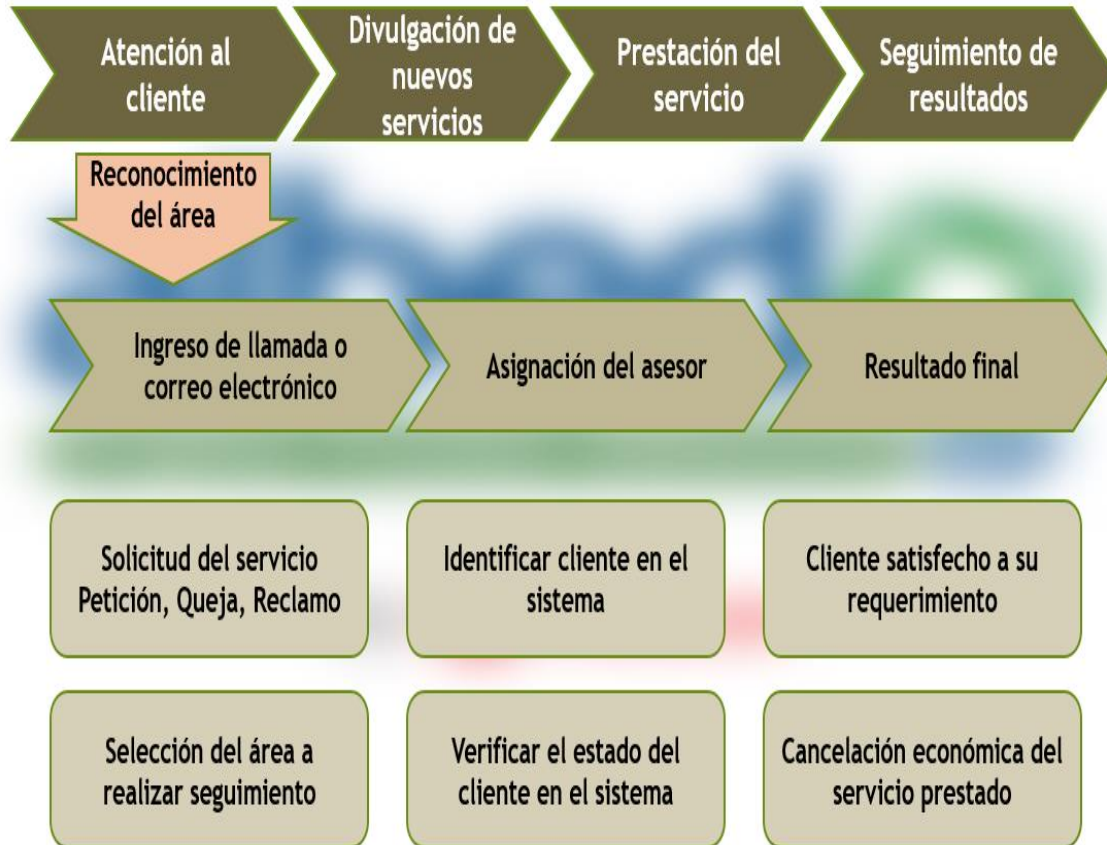 Atención al
cliente
Divulgación de
nuevos
servicios
Prestación del
servicio
Seguimiento de
resultados
Reconocimiento
del área
Ingreso de llamada o
correo electrónico
Asignación del asesor
Resultado final
Solicitud del servicio
Petición, Queja, Reclamo
Identificar cliente en el
sistema
Cliente satisfecho a su
requerimiento
Selección del área a
realizar seguimiento
Verificar el estado del
cliente en el sistema
Cancelación económica del
servicio prestado